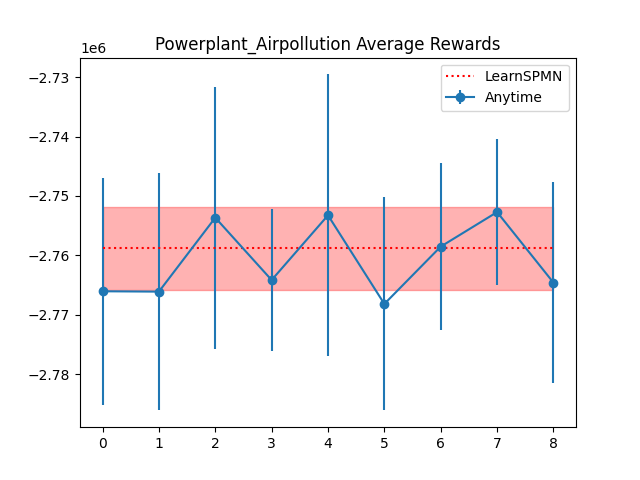 Powerplant_Airpollution Average Rewards
1e6
LearnSPMN
Anytime
−2.73
−2.74
−2.75
−2.76
−2.77
−2.78
0 1 2 3 4 5 6 7 8